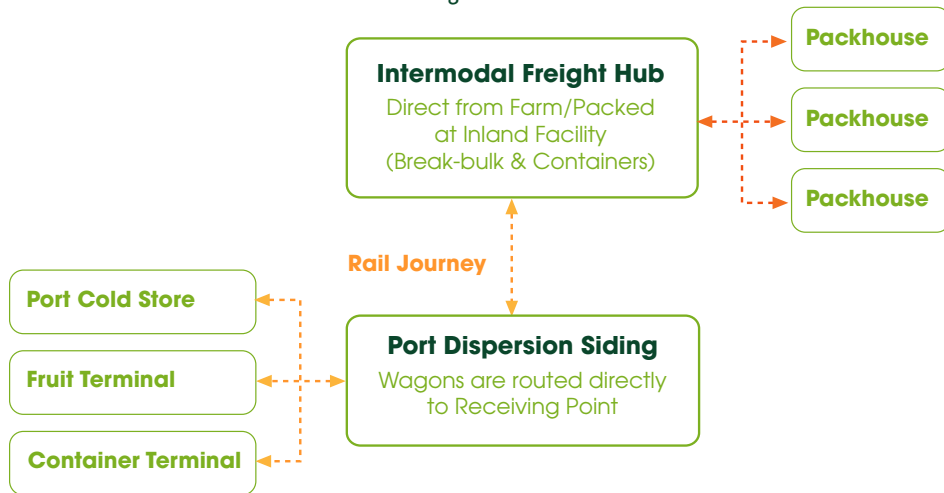 Intermodal Freight Hub
Direct from Farm/Packed
at Inland Facility
(Break-bulk & Containers)
Packhouse
Packhouse
Packhouse
Rail Journey
Port Cold Store
Fruit Terminal
Container Terminal
Port Dispersion Siding
Wagons are routed directly
to Receiving Point